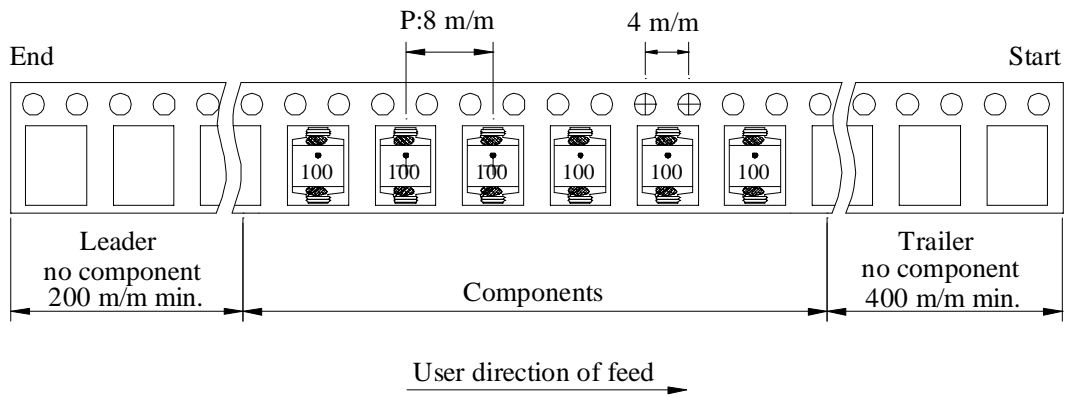 P:8 m/m
4 m/m
End
Start
100 100 100 100 100 100
Leader
no component
200 m/m min.
Components
Trailer
no component
400 m/m min.
User direction of feed